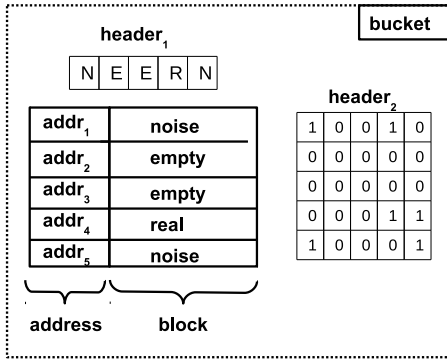 bucket
header₁
N E E R N
addr₁ noise
addr₂ empty
addr₃ empty
addr₄ real
addr₅ noise
address block
header₂
1 0 0 1 0
0 0 0 0 0
0 0 0 0 0
0 0 0 1 1
1 0 0 0 1